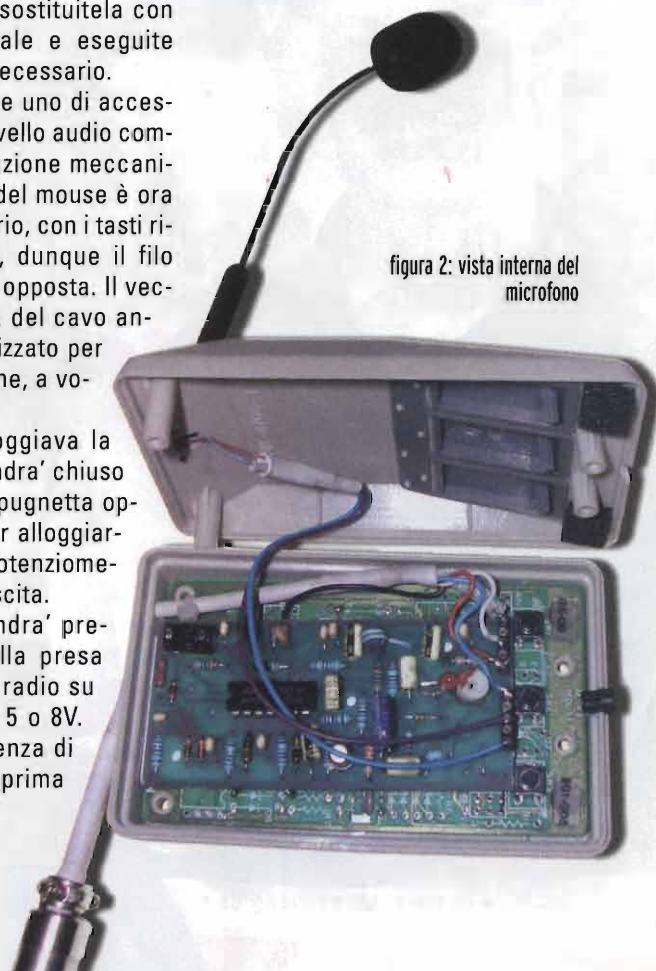 sostituitela con
ale e eseguite
ecessario.
e uno di acces-
vello audio com-
zione meccani-
del mouse è ora
rio, con i tasti ri-
, dunque il filo
opposta. Il vec-
del cavo an-
izzato per
ne, a vo-
oggiava la
ndra' chiuso
pugnetta op-
r alloggiar-
otenziome-
scita.
ndra' pre-
lla presa
radio su
5 o 8V.
enza di
prima
figura 2: vista interna del
microfono